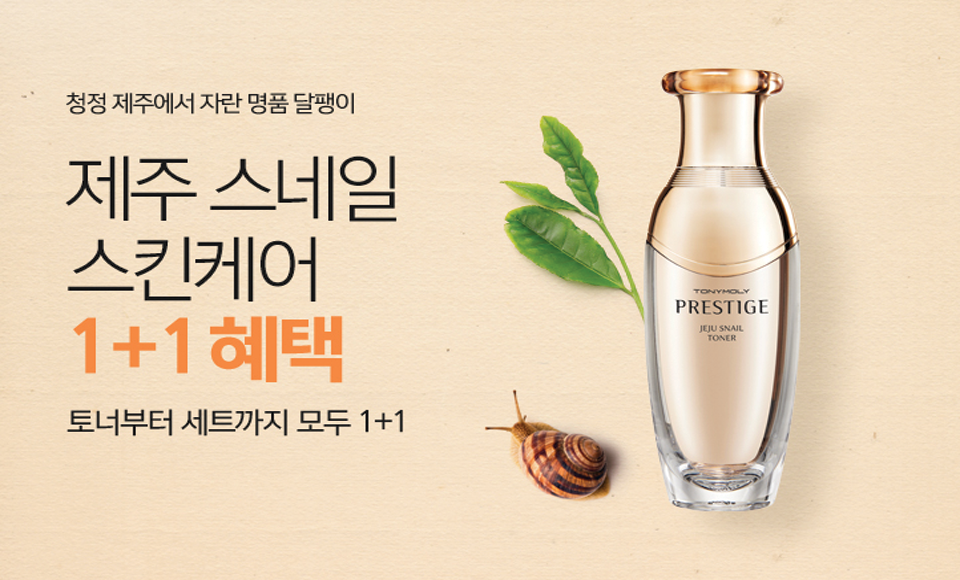 청정 제주에서 자란 명품 달팽이
제주 스네일
스킨케어
1+1 혜택
토너부터 세트까지 모두 1+1
TONYMOLY
PRESTIGE
JEJU SNAIL
TONER